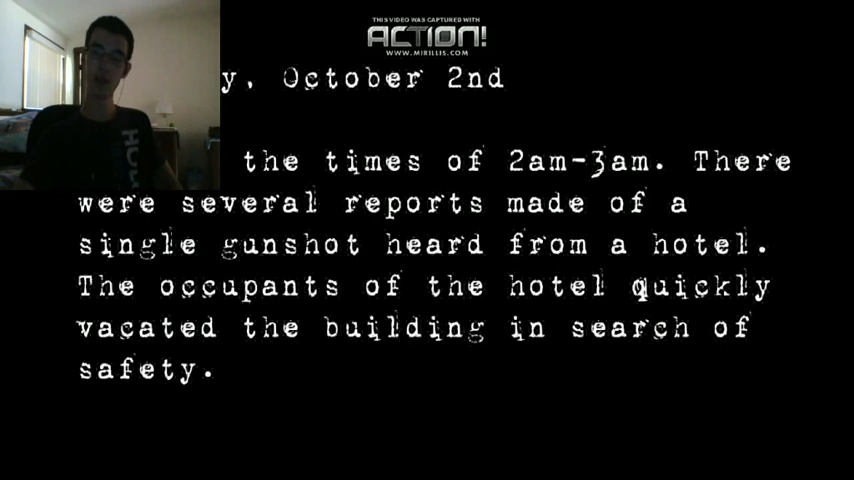 THIS VIDEO WAS CAPTURED WITH
ACTION!
WWW.MIRILLIS.COM
y, October 2nd
the times of 2am-3am. There
were several reports made of a
single gunshot heard from a hotel.
The occupants of the hotel quickly
vacated the building in search of
safety.